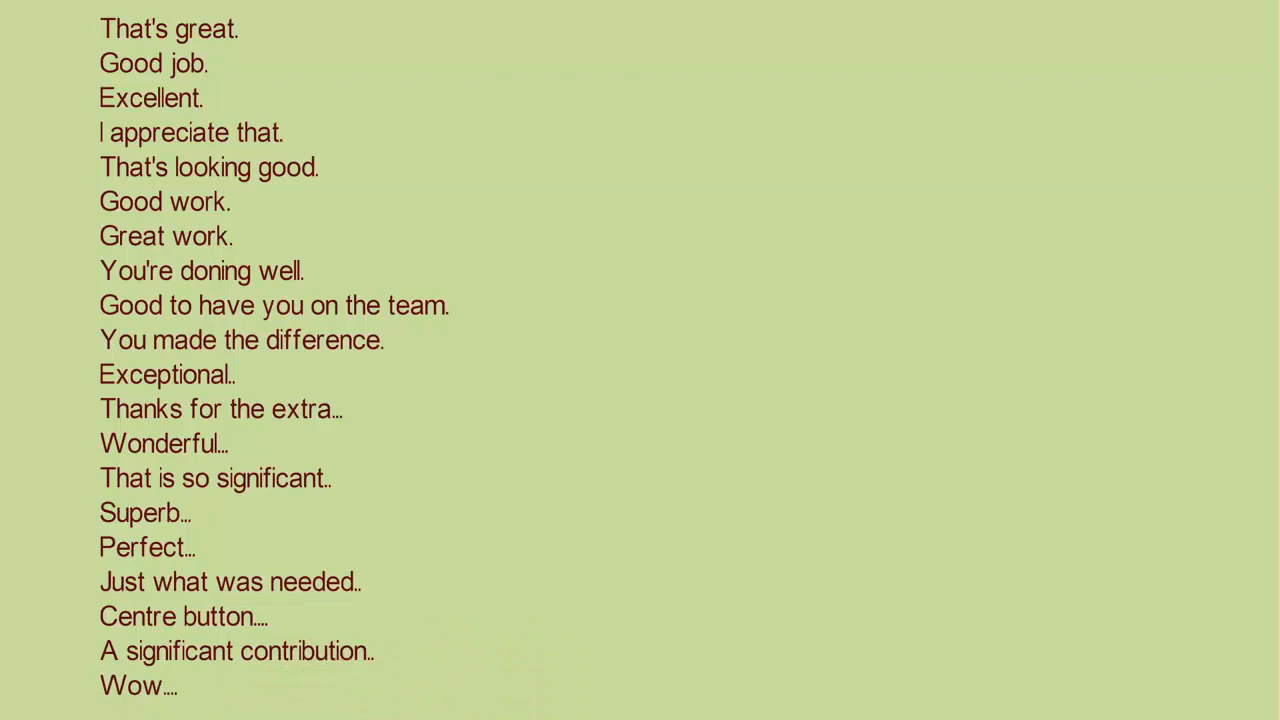 That's great.
Good job.
Excellent.
I appreciate that.
That's looking good.
Good work.
Great work.
You're doning well.
Good to have you on the team.
You made the difference.
Exceptional..
Thanks for the extra...
Wonderful...
That is so significant..
Superb...
Perfect...
Just what was needed..
Centre button....
A significant contribution..
Wow....